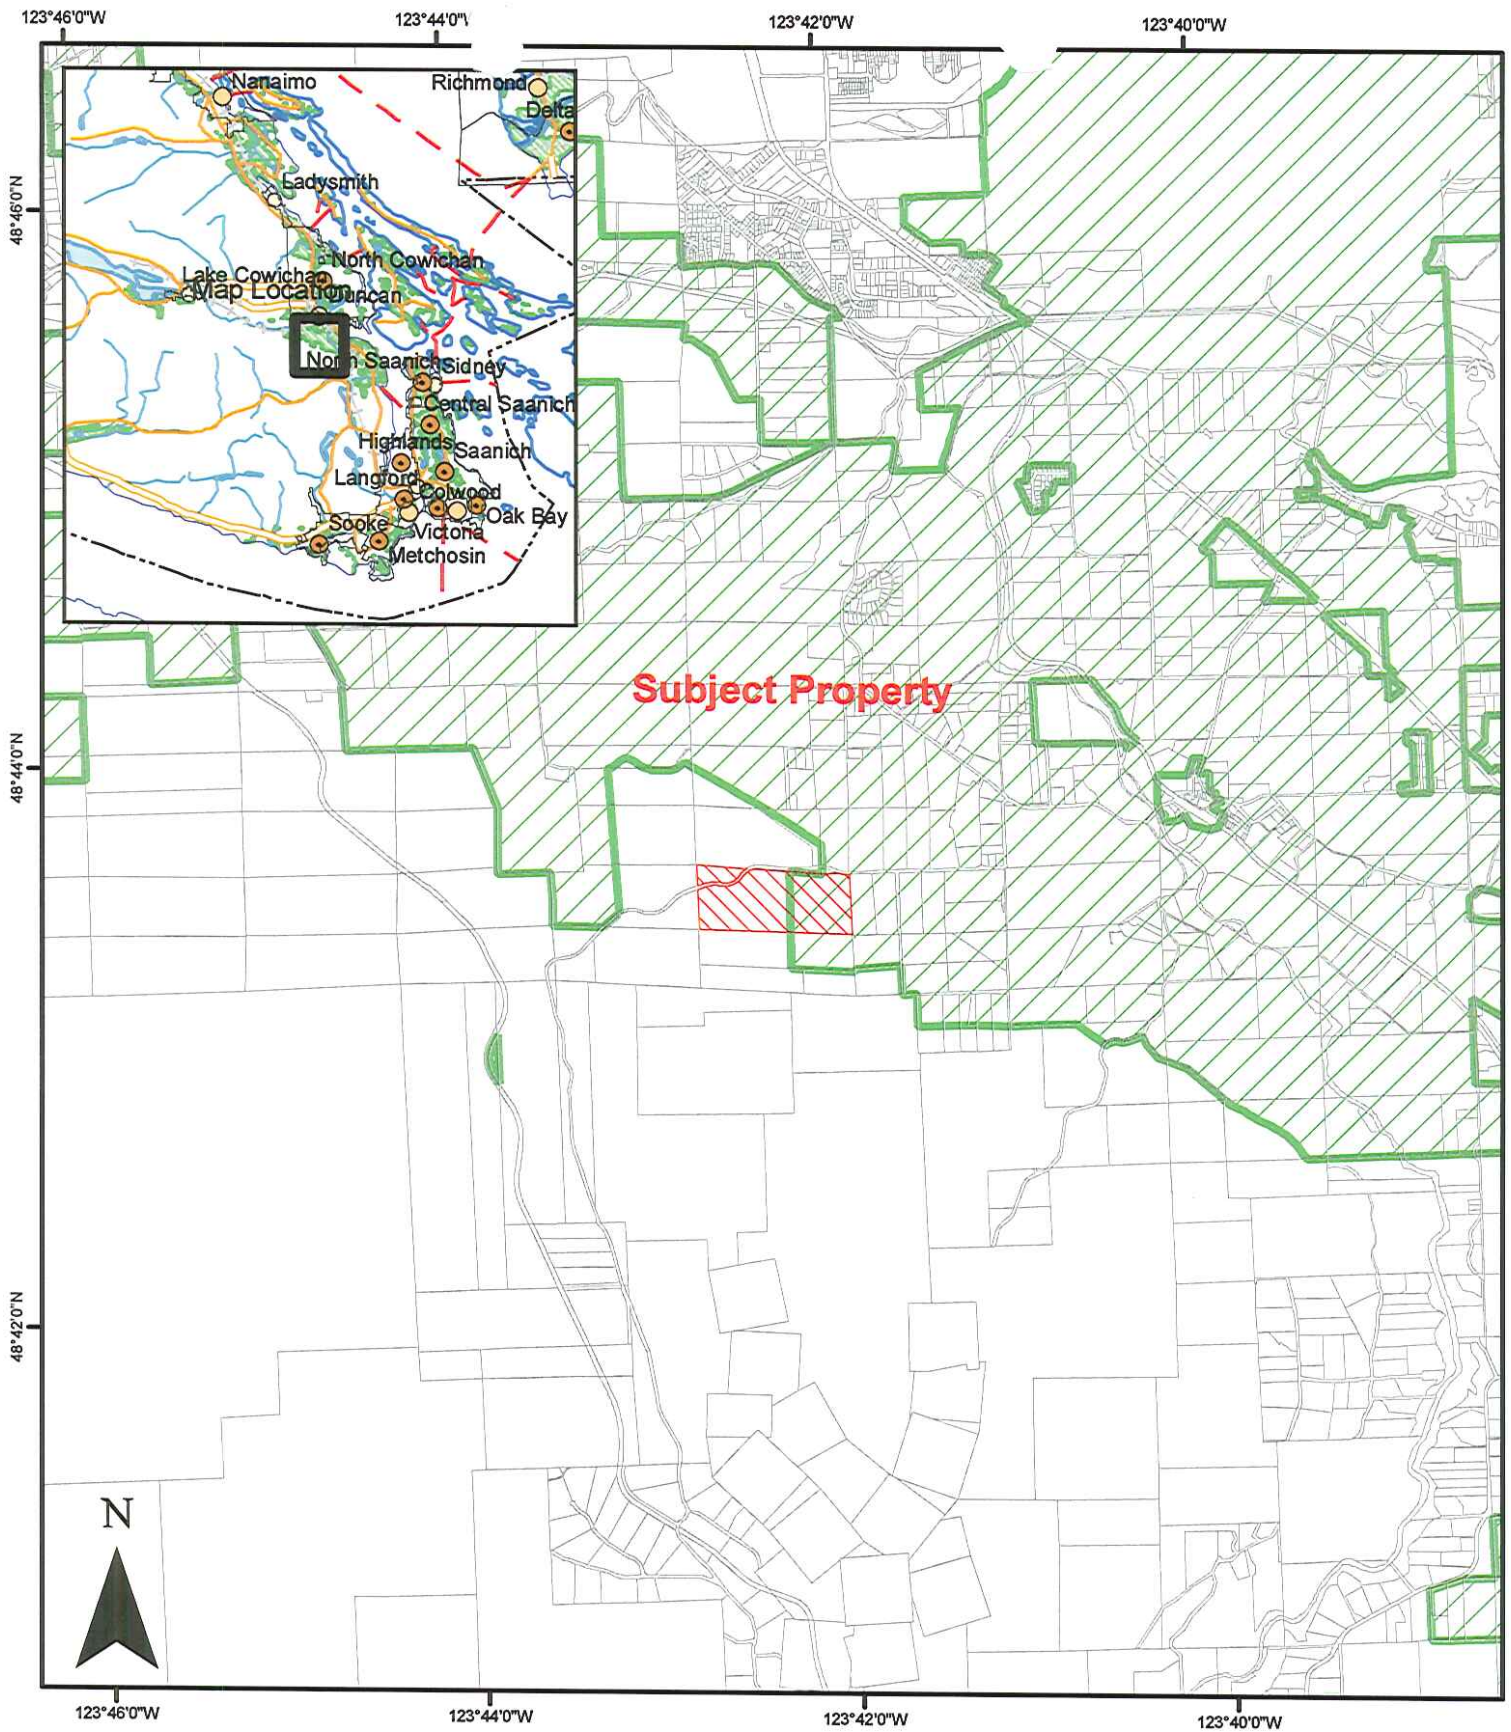 123°46'0"W
123°44'0"
123°42'0"W
123°40'0"W
Nanaimo
Richmond
Delta
Ladysmith
North Cowichan
Lake Cowichan
Map Location
Duncan
North Saanich
Sidney
Central Saanich
Highlands
Saanich
Langford
Colwood
Oak Bay
Sooke
Victoria
Metchosin
48°46'0"N
Subject Property
48°44'0"N
48°42'0"N
N
123°46'0"W
123°44'0"W
123°42'0"W
123°40'0"W